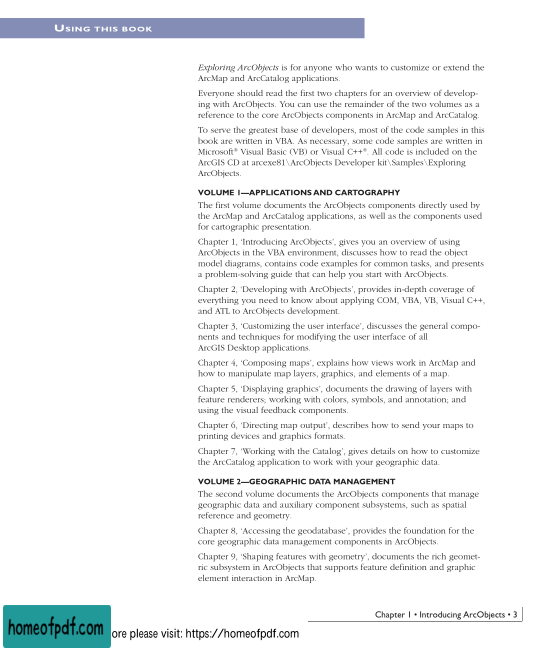 USING THIS BOOK
Exploring ArcObjects is for anyone who wants to customize or extend the
ArcMap and ArcCatalog applications.
Everyone should read the first two chapters for an overview of develop-
ing with ArcObjects. You can use the remainder of the two volumes as a
reference to the core ArcObjects components in ArcMap and ArcCatalog.
To serve the greatest base of developers, most of the code samples in this
book are written in VBA. As necessary, some code samples are written in
Microsoft® Visual Basic (VB) or Visual C++®. All code is included on the
ArcGIS CD at arcexe81\ArcObjects Developer kit\Samples\Exploring
ArcObjects.
VOLUME 1—APPLICATIONS AND CARTOGRAPHY
The first volume documents the ArcObjects components directly used by
the ArcMap and ArcCatalog applications, as well as the components used
for cartographic presentation.
Chapter 1, ‘Introducing ArcObjects’, gives you an overview of using
ArcObjects in the VBA environment, discusses how to read the object
model diagrams, contains code examples for common tasks, and presents
a problem-solving guide that can help you start with ArcObjects.
Chapter 2, ‘Developing with ArcObjects’, provides in-depth coverage of
everything you need to know about applying COM, VBA, VB, Visual C++,
and ATL to ArcObjects development.
Chapter 3, ‘Customizing the user interface’, discusses the general compo-
nents and techniques for modifying the user interface of all
ArcGIS Desktop applications.
Chapter 4, ‘Composing maps’, explains how views work in ArcMap and
how to manipulate map layers, graphics, and elements of a map.
Chapter 5, ‘Displaying graphics’, documents the drawing of layers with
feature renderers; working with colors, symbols, and annotation; and
using the visual feedback components.
Chapter 6, ‘Directing map output’, describes how to send your maps to
printing devices and graphics formats.
Chapter 7, ‘Working with the Catalog’, gives details on how to customize
the ArcCatalog application to work with your geographic data.
VOLUME 2—GEOGRAPHIC DATA MANAGEMENT
The second volume documents the ArcObjects components that manage
geographic data and auxiliary component subsystems, such as spatial
reference and geometry.
Chapter 8, ‘Accessing the geodatabase’, provides the foundation for the
core geographic data management components in ArcObjects.
Chapter 9, ‘Shaping features with geometry’, documents the rich geomet-
ric subsystem in ArcObjects that supports feature definition and graphic
element interaction in ArcMap.
Chapter 1 • Introducing ArcObjects • 3
homeofpdf.com
ore please visit: https://homeofpdf.com